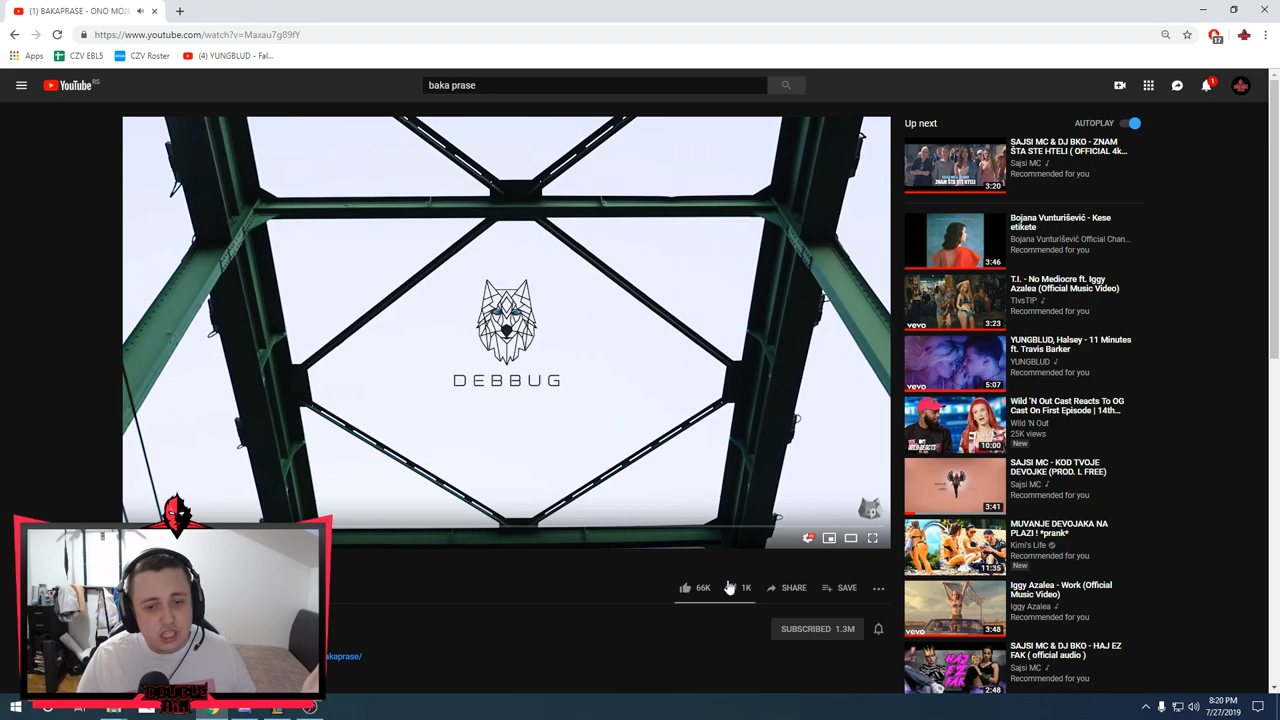 (1) BAKAPRASE - ONO MOJE
https://www.youtube.com/watch?v=Maxau7g89fY
17
Apps
CZV EBL5
CZV Roster
(4) YUNGBLUD - Fal...
YouTube RS
baka prase
1
DEBBUG
66K
1K
SHARE
SAVE
SUBSCRIBED 1.3M
akaprase/
Up next
AUTOPLAY
SAJSI MC & DJ BKO - ZNAM
ŠTA STE HTELI ( OFFICIAL 4k...
Sajsi MC
Recommended for you
3:20
Bojana Vunturišević - Kese
etikete
Bojana Vunturišević Official Chan...
Recommended for you
3:46
T.I. - No Mediocre ft. Iggy
Azalea (Official Music Video)
TIvsTIP
Recommended for you
vevo
3:23
YUNGBLUD, Halsey - 11 Minutes
ft. Travis Barker
YUNGBLUD
Recommended for you
vevo
5:07
Wild 'N Out Cast Reacts To OG
Cast On First Episode | 14th...
Wild 'N Out
25K views
New
10:00
SAJSI MC - KOD TVOJE
DEVOJKE (PROD. L FREE)
Sajsi MC
Recommended for you
3:41
MUVANJE DEVOJAKA NA
PLAZI ! *prank*
Kimi's Life
Recommended for you
New
11:35
Iggy Azalea - Work (Official
Music Video)
Iggy Azalea
Recommended for you
vevo
3:48
SAJSI MC & DJ BKO - HAJ EZ
FAK ( official audio )
Sajsi MC
Recommended for you
2:48
8:20 PM
7/27/2019